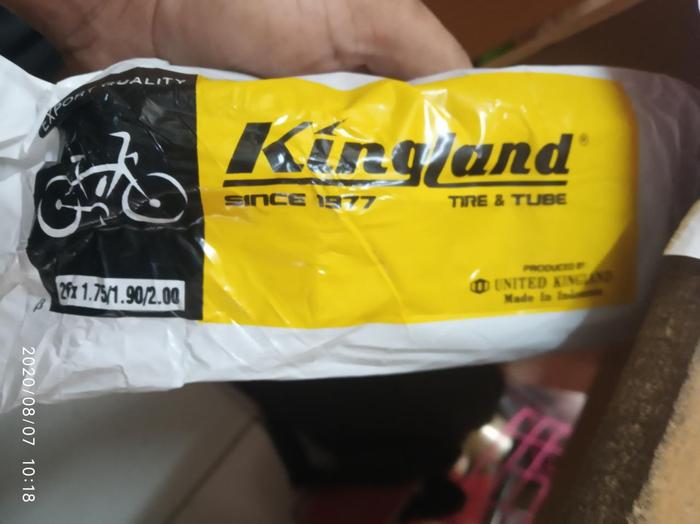 EXPORT QUALITY
Kingland®
SINCE 1977
TIRE & TUBE
1.75/1.90/2.00
PRODUCED BY
UNITED KINGLAND
Made In Indonesia
2020/08/07 10:18